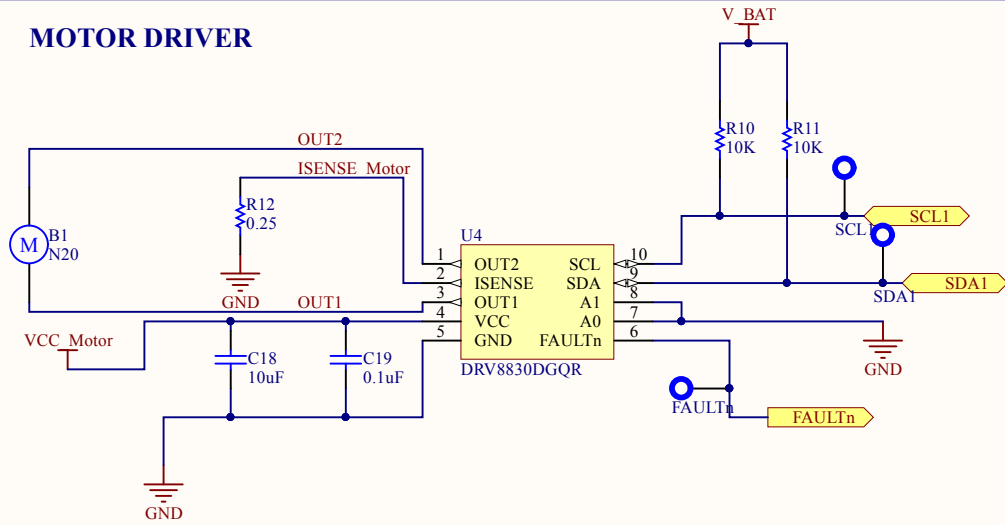 MOTOR DRIVER
V_BAT
R10
10K
R11
10K
OUT2
ISENSE_Motor
R12
0.25
GND
B1
N20
M
OUT1
VCC_Motor
C18
10uF
C19
0.1uF
GND
U4
1
2
3
4
5
OUT2
ISENSE
OUT1
VCC
GND
SCL
SDA
A1
A0
FAULTn
10
9
8
7
6
DRV8830DGQR
SCL1
SCL1
SDA1
SDA1
GND
FAULTn
FAULTn